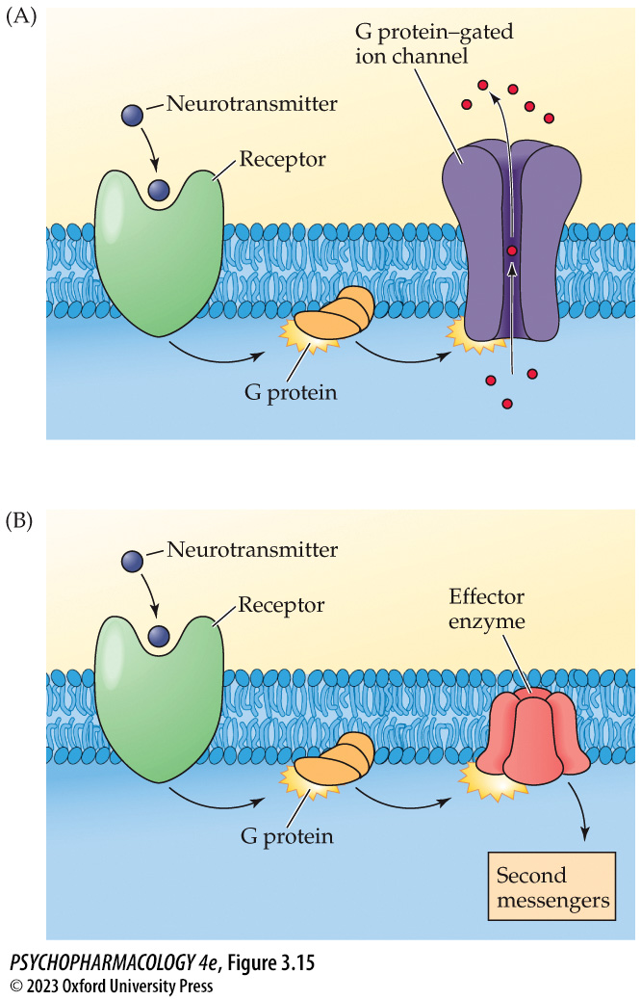 (A)
G protein–gated
ion channel
Neurotransmitter
Receptor
G protein
(B)
Neurotransmitter
Receptor
Effector
enzyme
G protein
Second
messengers
PSYCHOPHARMACOLOGY 4e, Figure 3.15
© 2023 Oxford University Press